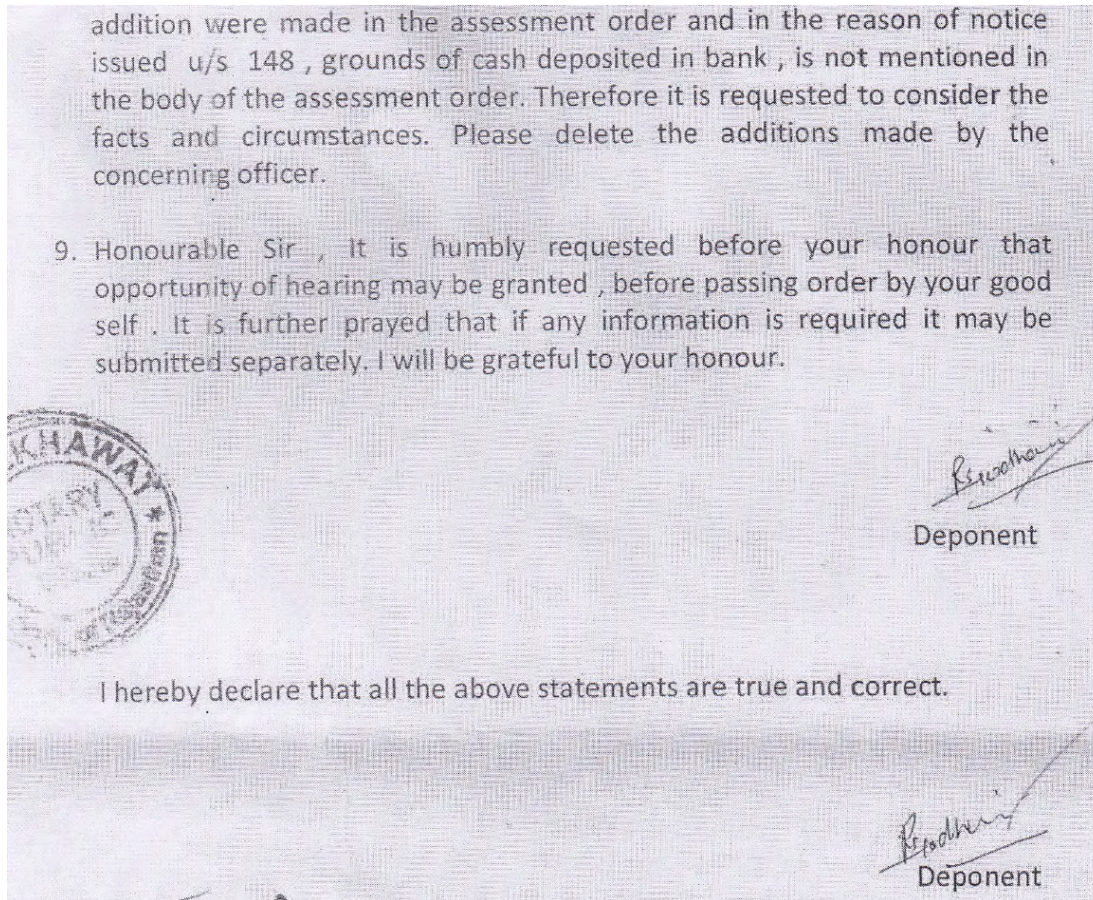 addition were made in the assessment order and in the reason of notice
issued u/s 148 , grounds of cash deposited in bank , is not mentioned in
the body of the assessment order. Therefore it is requested to consider the
facts and circumstances. Please delete the additions made by the
concerning officer.
9. Honourable Sir , It is humbly requested before your honour that
opportunity of hearing may be granted , before passing order by your good
self . It is further prayed that if any information is required it may be
submitted separately. I will be grateful to your honour.
KHAWAT *
NOTARY
Deponent
I hereby declare that all the above statements are true and correct.
Deponent